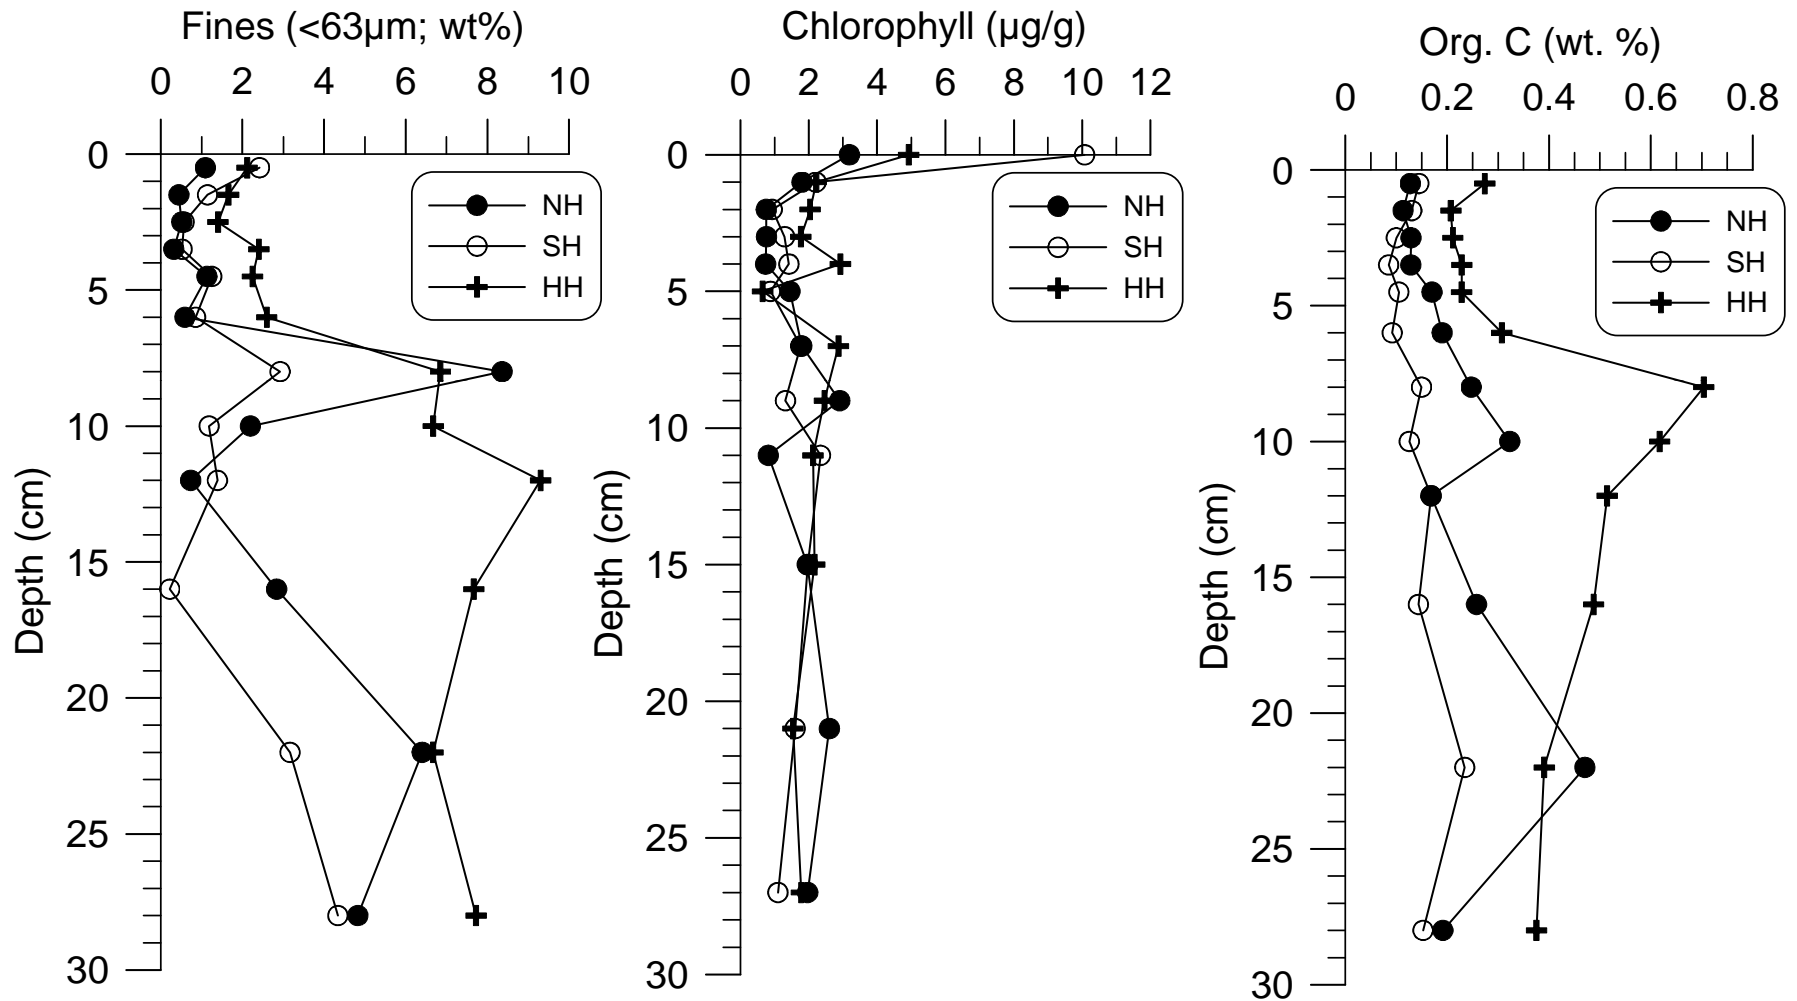 Fines (<63µm; wt%)
0 2 4 6 8 10
0
5
10
15
20
25
30
Depth (cm)
NH
SH
HH
Chlorophyll (µg/g)
0 2 4 6 8 10 12
0
5
10
15
20
25
30
Depth (cm)
NH
SH
HH
Org. C (wt. %)
0 0.2 0.4 0.6 0.8
0
5
10
15
20
25
30
Depth (cm)
NH
SH
HH